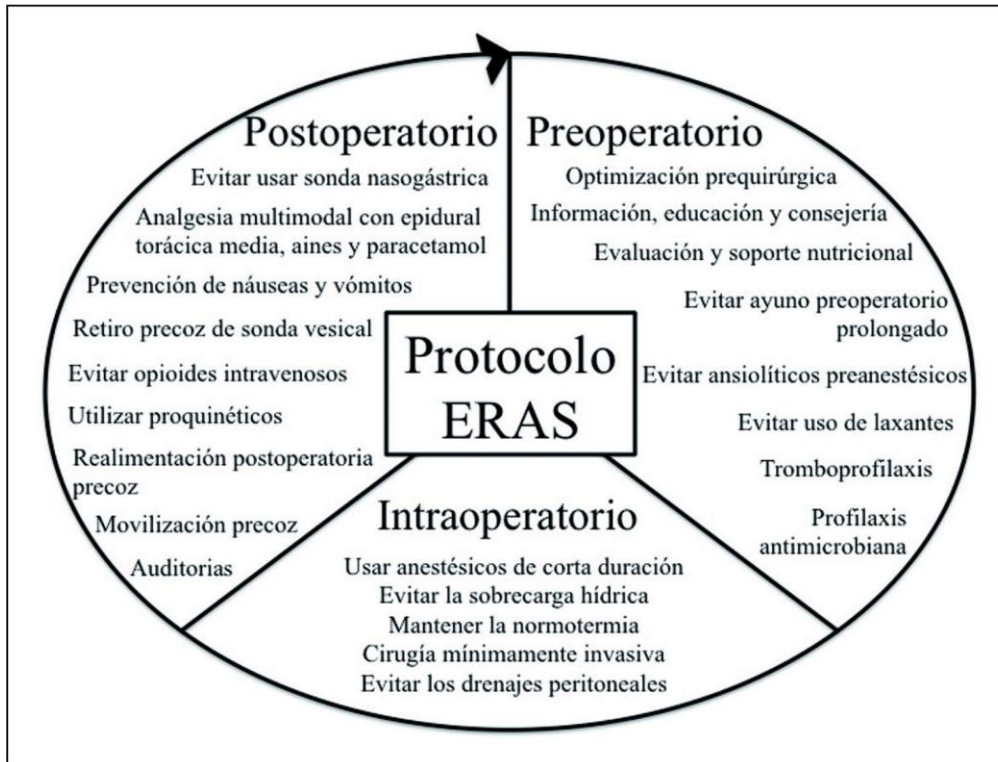 Postoperatorio
Evitar usar sonda nasogástrica
Analgesia multimodal con epidural
torácica media, aines y paracetamol
Prevención de náuseas y vómitos
Retiro precoz de sonda vesical
Evitar opioides intravenosos
Utilizar proquinéticos
Realimentación postoperatoria
precoz
Movilización precoz
Auditorias
Preoperatorio
Optimización prequirúrgica
Información, educación y consejería
Evaluación y soporte nutricional
Evitar ayuno preoperatorio
prolongado
Evitar ansiolíticos preanestésicos
Evitar uso de laxantes
Tromboprofilaxis
Profilaxis
antimicrobiana
Protocolo
ERAS
Intraoperatorio
Usar anestésicos de corta duración
Evitar la sobrecarga hídrica
Mantener la normotermia
Cirugía mínimamente invasiva
Evitar los drenajes peritoneales